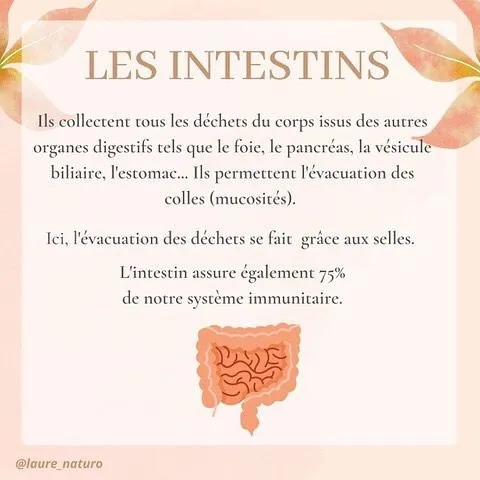 LES INTESTINS
Ils collectent tous les déchets du corps issus des autres
organes digestifs tels que le foie, le pancréas, la vésicule
biliaire, l'estomac... Ils permettent l'évacuation des
colles (mucosités).
Ici, l'évacuation des déchets se fait grâce aux selles.
L'intestin assure également 75%
de notre système immunitaire.
@laure_naturo